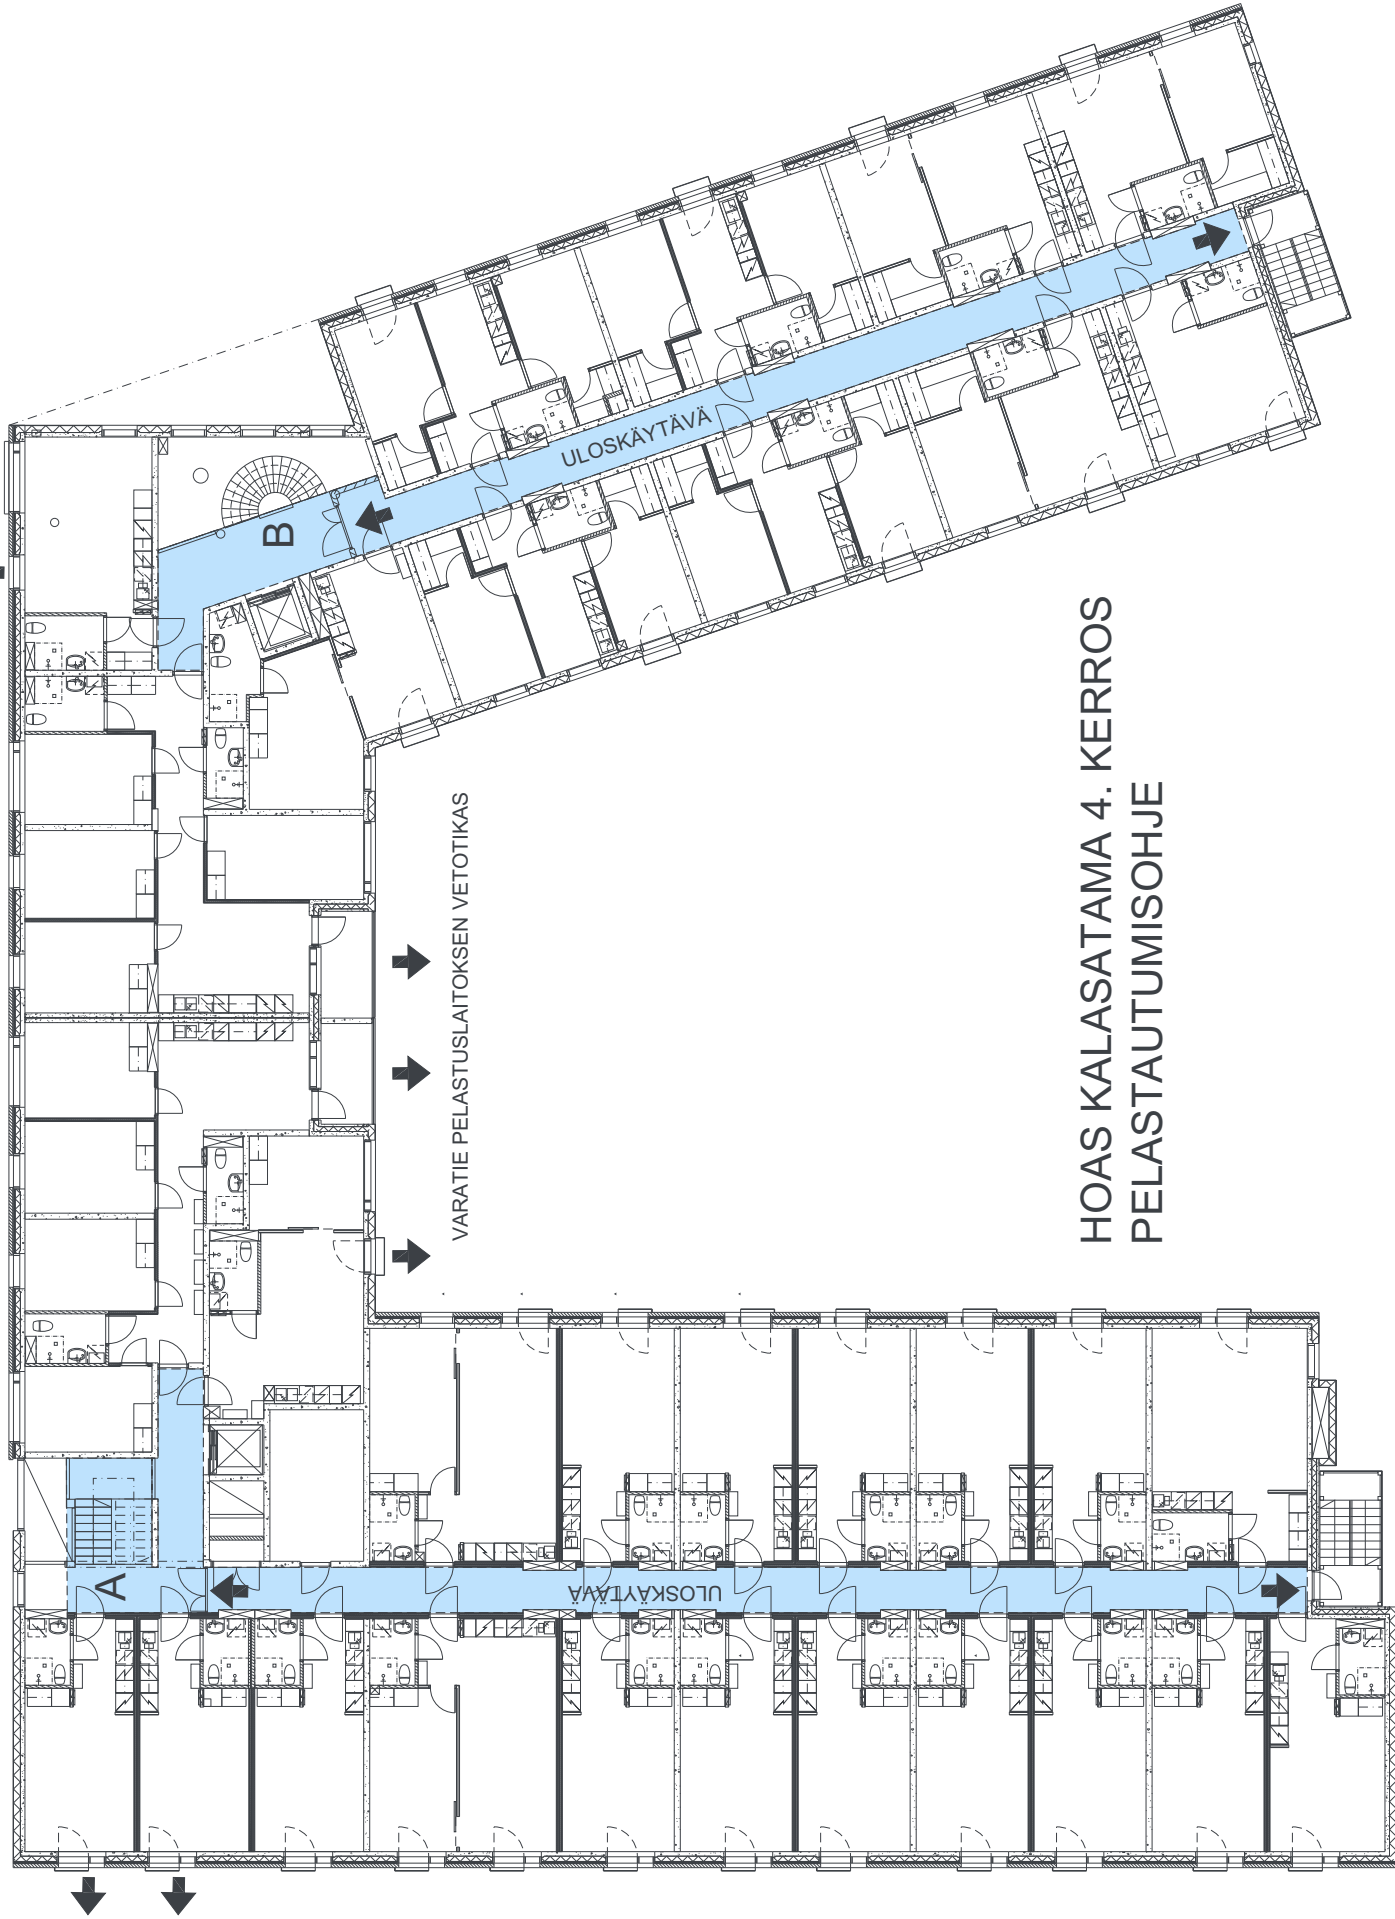 HOAS KALASATAMA 4. KERROS
PELASTAUTUMISOHJE
VARATIE PELASTUSLAITOKSEN VETOTIKAS
ULOSKÄYTÄVÄ
ULOSKÄYTÄVÄ
A
B